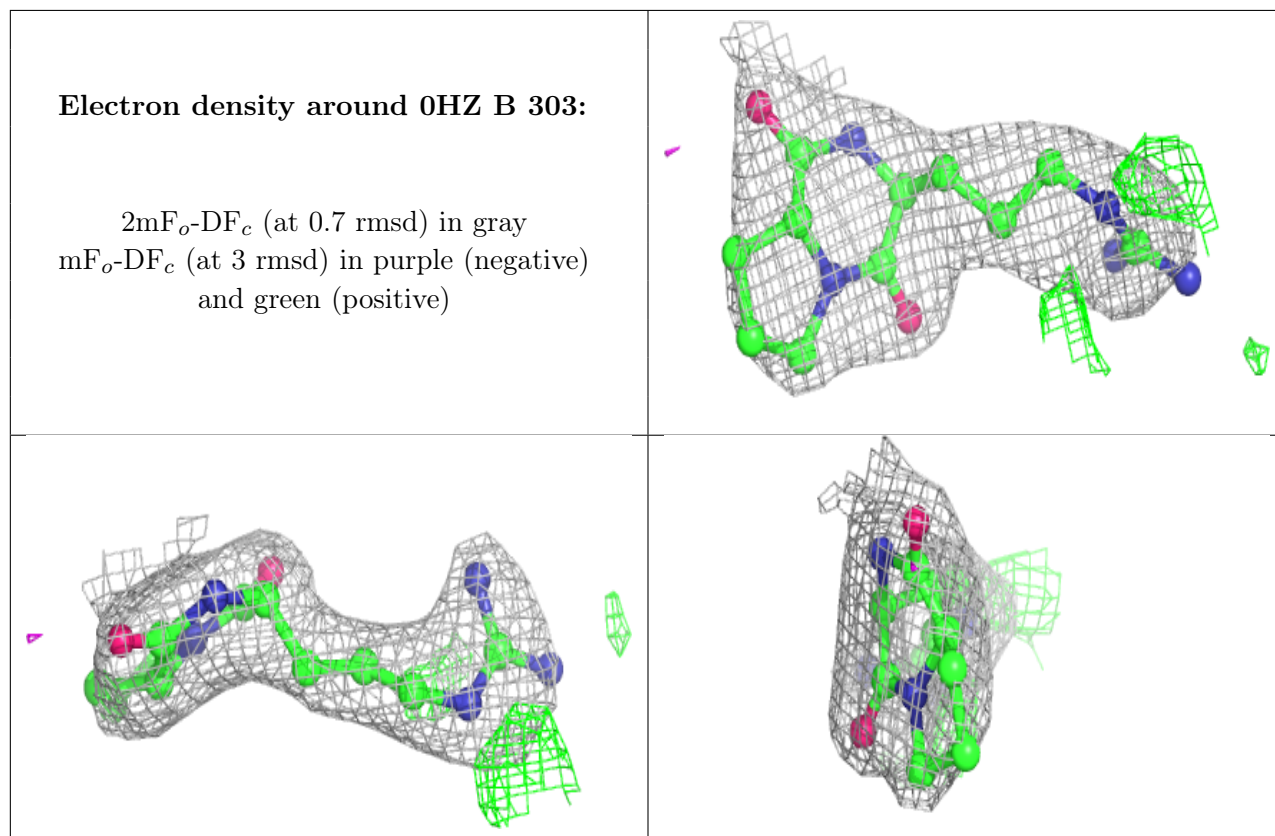 Electron density around 0HZ B 303:
2mFₒ-DF𝒸 (at 0.7 rmsd) in gray
mFₒ-DF𝒸 (at 3 rmsd) in purple (negative)
and green (positive)